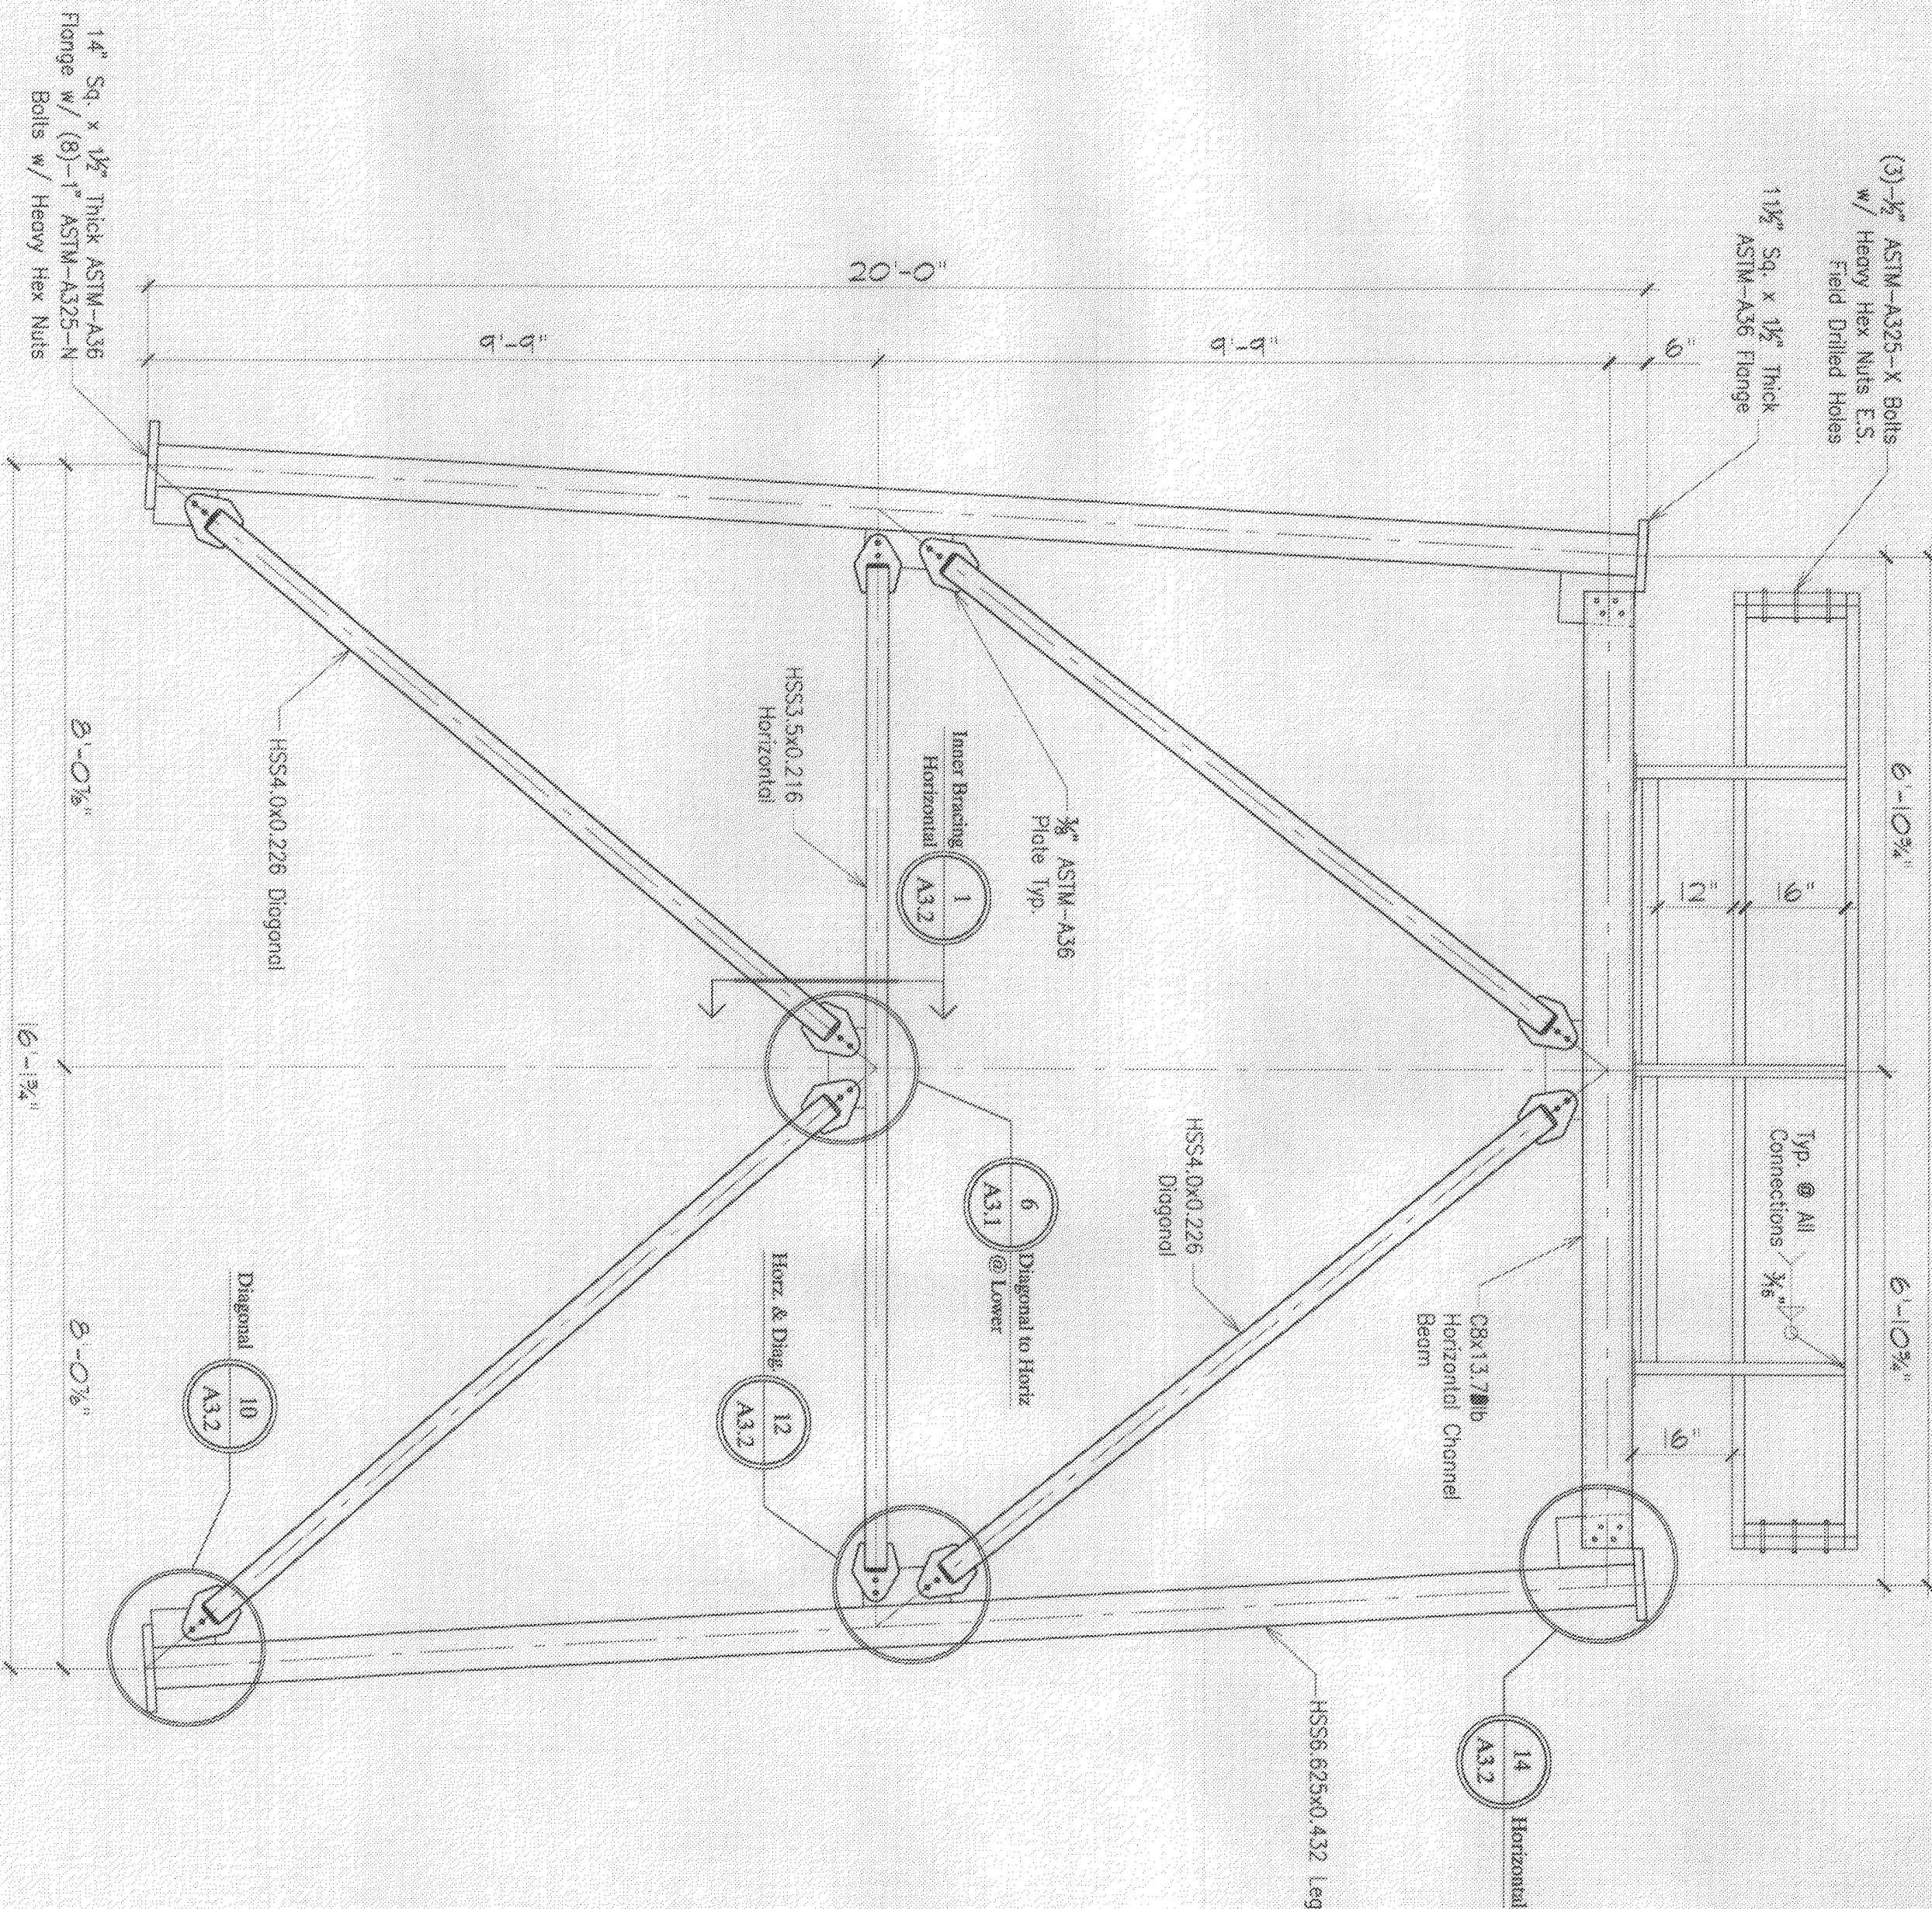 (3)-½" ASTM-A325-X Bolts
w/ Heavy Hex Nuts E.S.
Field Drilled Holes
11½" Sq. x 1½" Thick
ASTM-A36 Flange
14" Sq. x 1½" Thick ASTM-A36
Flange w/ (8)-1" ASTM-A325-N
Bolts w/ Heavy Hex Nuts
20'-0"
9'-9"
9'-9"
6"
6'-10¾"
6'-10¾"
12"
16"
16"
Typ. @ All
Connections
3/16"
C8x13.7
lb
Horizontal Channel
Beam
HSS4.0x0.226
Diagonal
⅜" ASTM-A36
Plate Typ.
Inner Bracing
Horizontal
1
A3.2
HSS3.5x0.216
Horizontal
HSS4.0x0.226 Diagonal
6
A3.1
Diagonal to Horiz
@ Lower
Horz. & Diag.
12
A3.2
Diagonal
10
A3.2
14
A3.2
Horizontal
HSS6.625x0.432 Leg
8'-0⅞"
8'-0⅞"
16'-1¾"